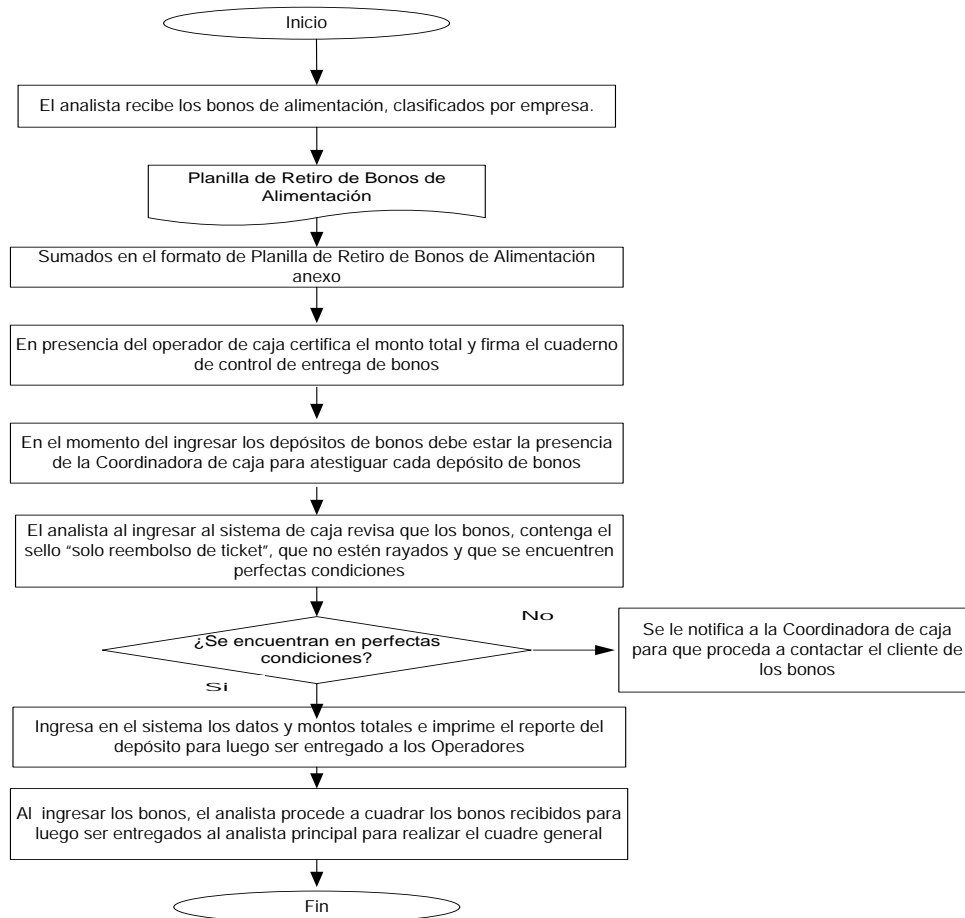 Inicio
El analista recibe los bonos de alimentación, clasificados por empresa.
Planilla de Retiro de Bonos de
Alimentación
Sumados en el formato de Planilla de Retiro de Bonos de Alimentación
anexo
En presencia del operador de caja certifica el monto total y firma el cuaderno
de control de entrega de bonos
En el momento del ingresar los depósitos de bonos debe estar la presencia
de la Coordinadora de caja para atestiguar cada depósito de bonos
El analista al ingresar al sistema de caja revisa que los bonos, contenga el
sello “solo reembolso de ticket”, que no estén rayados y que se encuentren
perfectas condiciones
¿Se encuentran en perfectas
condiciones?
No
Se le notifica a la Coordinadora de caja
para que proceda a contactar el cliente de
los bonos
Si
Ingresa en el sistema los datos y montos totales e imprime el reporte del
depósito para luego ser entregado a los Operadores
Al ingresar los bonos, el analista procede a cuadrar los bonos recibidos para
luego ser entregados al analista principal para realizar el cuadre general
Fin